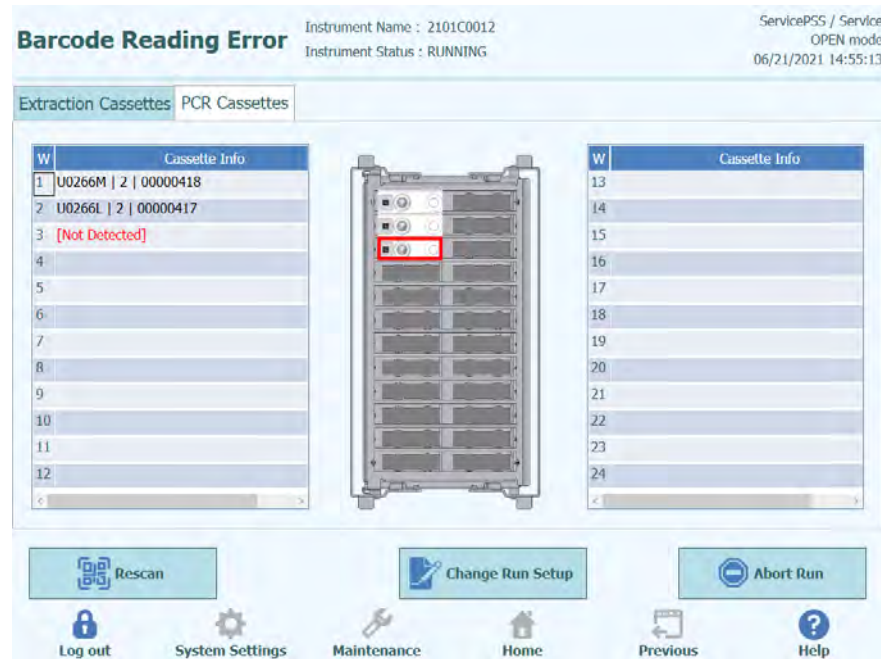 Barcode Reading Error
Instrument Name : 2101C0012
Instrument Status : RUNNING
ServicePSS / Service
OPEN mode
06/21/2021 14:55:13
Extraction Cassettes
PCR Cassettes
W Cassette Info
1 U0266M | 2 | 00000418
2 U0266L | 2 | 00000417
3 [Not Detected]
4
5
6
7
8
9
10
11
12
W Cassette Info
13
14
15
16
17
18
19
20
21
22
23
24
Rescan
Change Run Setup
Abort Run
Log out
System Settings
Maintenance
Home
Previous
Help